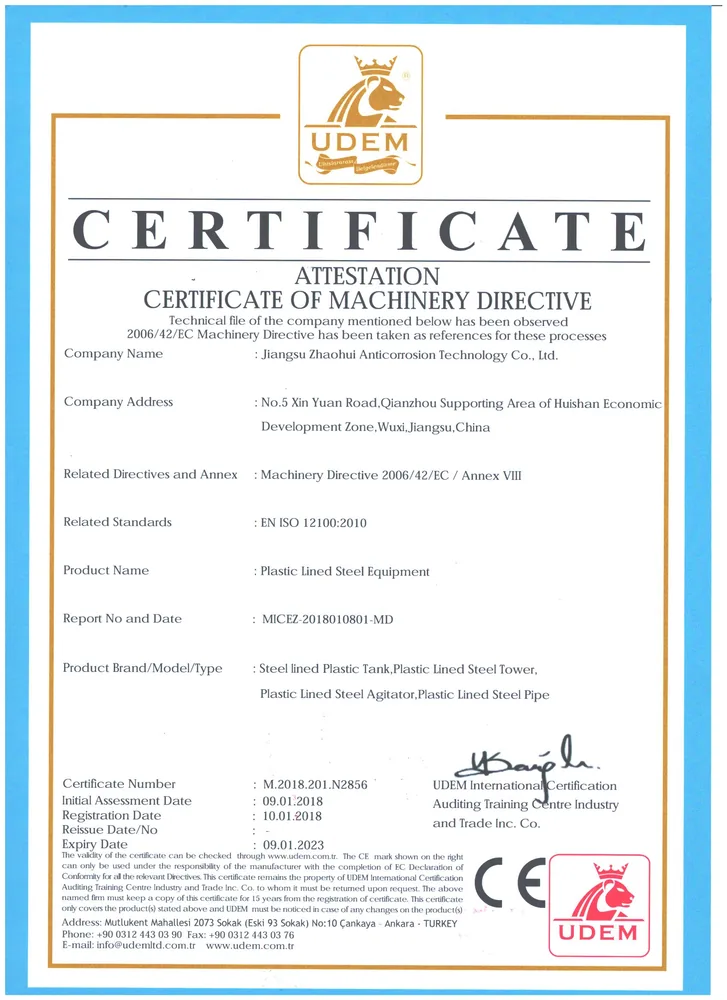 UDEM
CERTIFICATE
ATTESTATION
CERTIFICATE OF MACHINERY DIRECTIVE
Technical file of the company mentioned below has been observed
2006/42/EC Machinery Directive has been taken as references for these processes
Company Name : Jiangsu Zhaohui Anticorrosion Technology Co., Ltd.
Company Address : No.5 Xin Yuan Road,Qianzhou Supporting Area of Huishan Economic
Development Zone,Wuxi,Jiangsu,China
Related Directives and Annex : Machinery Directive 2006/42/EC / Annex VIII
Related Standards : EN ISO 12100:2010
Product Name : Plastic Lined Steel Equipment
Report No and Date : MICEZ-2018010801-MD
Product Brand/Model/Type : Steel lined Plastic Tank,Plastic Lined Steel Tower,
Plastic Lined Steel Agitator,Plastic Lined Steel Pipe
Certificate Number : M.2018.201.N2856
Initial Assessment Date : 09.01.2018
Registration Date : 10.01.2018
Reissue Date/No : -
Expiry Date : 09.01.2023
UDEM International Certification
Auditing Training Centre Industry
and Trade Inc. Co.
The validity of the certificate can be checked through www.udem.com.tr. The CE mark shown on the right
can only be used under the responsibility of the manufacturer with the completion of EC Declaration of
Conformity for all the relevant Directives. This certificate remains the property of UDEM International Certification
Auditing Training Centre Industry and Trade Inc. Co. to whom it must be returned upon request. The above
named firm must keep a copy of this certificate for 15 years from the registration of certificate. This certificate
only covers the product(s) stated above and UDEM must be noticed in case of any changes on the product(s)
Address: Mutlukent Mahallesi 2073 Sokak (Eski 93 Sokak) No:10 Çankaya - Ankara - TURKEY
Phone: +90 0312 443 03 90 Fax: +90 0312 443 03 76
E-mail: info@udemltd.com.tr www.udem.com.tr
CE
UDEM